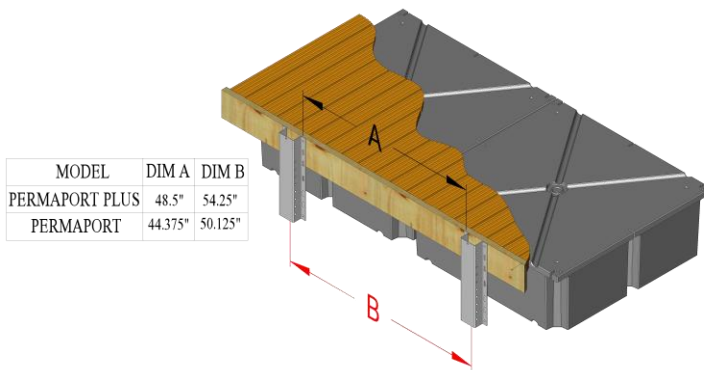 MODEL DIM A DIM B
PERMAPORT PLUS 48.5" 54.25"
PERMAPORT 44.375" 50.125"
A
B